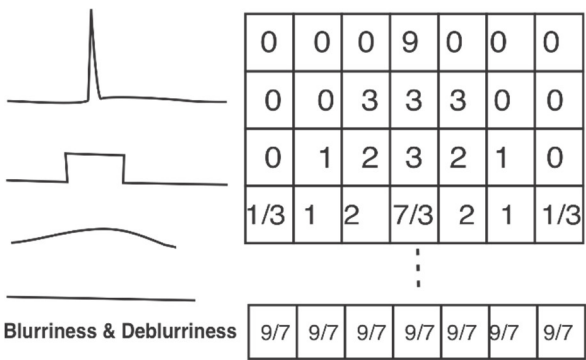 0 0 0 9 0 0 0
0 0 3 3 3 0 0
0 1 2 3 2 1 0
1/3 1 2 7/3 2 1 1/3
Blurriness & Deblurriness 9/7 9/7 9/7 9/7 9/7 9/7 9/7